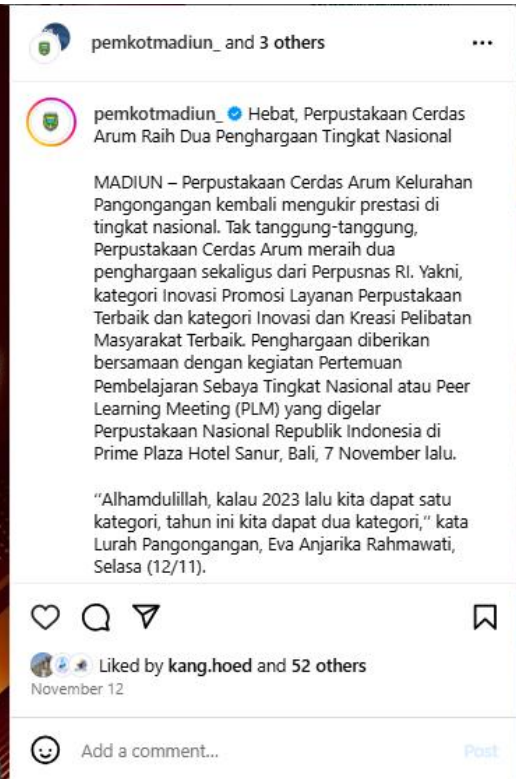 pemkotmadiun_ and 3 others
pemkotmadiun_ Hebat, Perpustakaan Cerdas
Arum Raih Dua Penghargaan Tingkat Nasional
MADIUN – Perpustakaan Cerdas Arum Kelurahan
Pangongangan kembali mengukir prestasi di
tingkat nasional. Tak tanggung-tanggung,
Perpustakaan Cerdas Arum meraih dua
penghargaan sekaligus dari Perpusnas RI. Yakni,
kategori Inovasi Promosi Layanan Perpustakaan
Terbaik dan kategori Inovasi dan Kreasi Pelibatan
Masyarakat Terbaik. Penghargaan diberikan
bersamaan dengan kegiatan Pertemuan
Pembelajaran Sebaya Tingkat Nasional atau Peer
Learning Meeting (PLM) yang digelar
Perpustakaan Nasional Republik Indonesia di
Prime Plaza Hotel Sanur, Bali, 7 November lalu.
“Alhamdulillah, kalau 2023 lalu kita dapat satu
kategori, tahun ini kita dapat dua kategori,” kata
Lurah Pangongangan, Eva Anjarika Rahmawati,
Selasa (12/11).
Liked by kang.hoed and 52 others
November 12
Add a comment...
Post